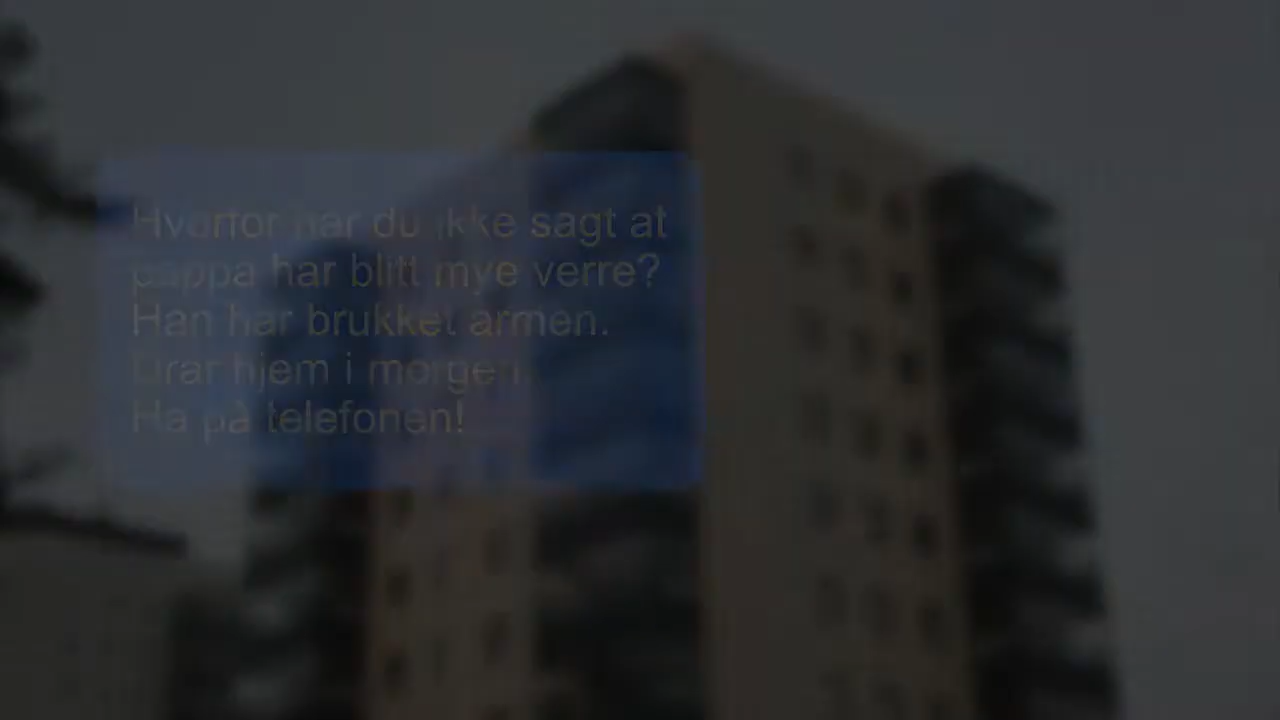 Hvorfor har du ikke sagt at
pappa har blitt mye verre?
Han har brukket armen.
Drar hjem i morgen.
Ha på telefonen!